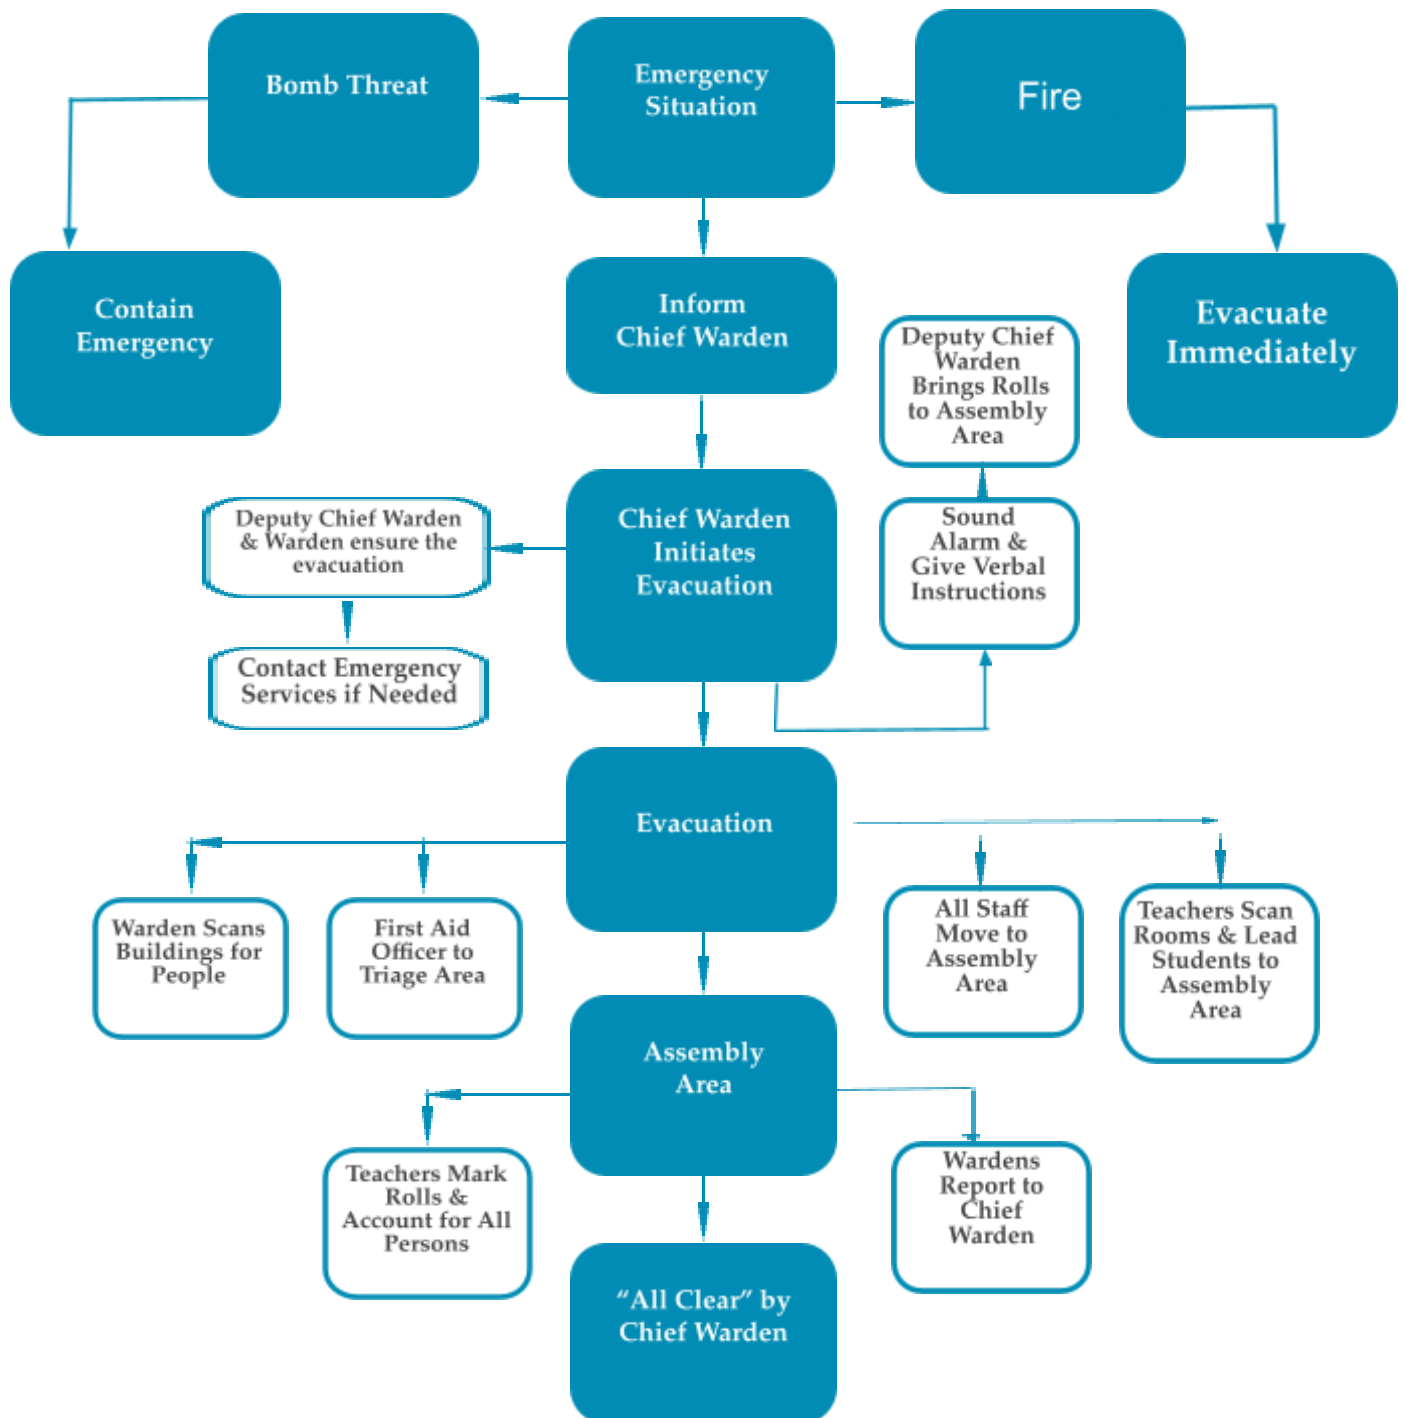 Bomb Threat
Emergency
Situation
Fire
Contain
Emergency
Inform
Chief Warden
Evacuate
Immediately
Deputy Chief
Warden
Brings Rolls
to Assembly
Area
Deputy Chief Warden
& Warden ensure the
evacuation
Chief Warden
Initiates
Evacuation
Sound
Alarm &
Give Verbal
Instructions
Contact Emergency
Services if Needed
Evacuation
Warden Scans
Buildings for
People
First Aid
Officer to
Triage Area
All Staff
Move to
Assembly
Area
Teachers Scan
Rooms & Lead
Students to
Assembly
Area
Assembly
Area
Teachers Mark
Rolls &
Account for All
Persons
Wardens
Report to
Chief
Warden
“All Clear” by
Chief Warden